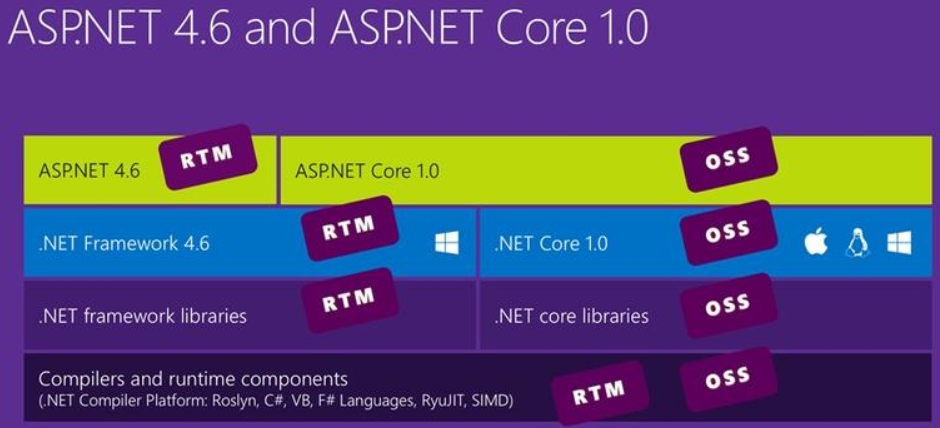 ASP.NET 4.6 and ASP.NET Core 1.0
ASP.NET 4.6
RTM
ASP.NET Core 1.0
OSS
.NET Framework 4.6
RTM
.NET Core 1.0
OSS
.NET framework libraries
RTM
.NET core libraries
OSS
Compilers and runtime components
(.NET Compiler Platform: Roslyn, C#, VB, F# Languages, RyuJIT, SIMD)
RTM
OSS